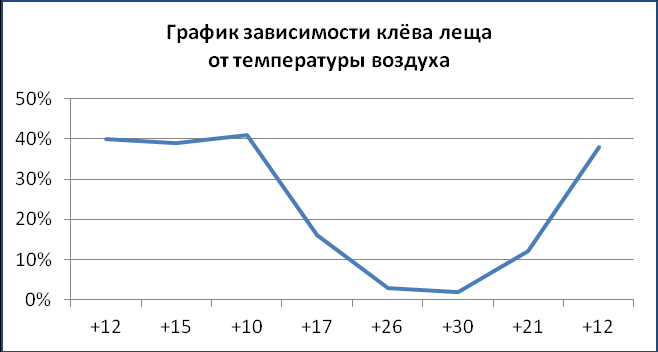 График зависимости клёва леща
от температуры воздуха
50%
40%
30%
20%
10%
0%
+12 +15 +10 +17 +26 +30 +21 +12